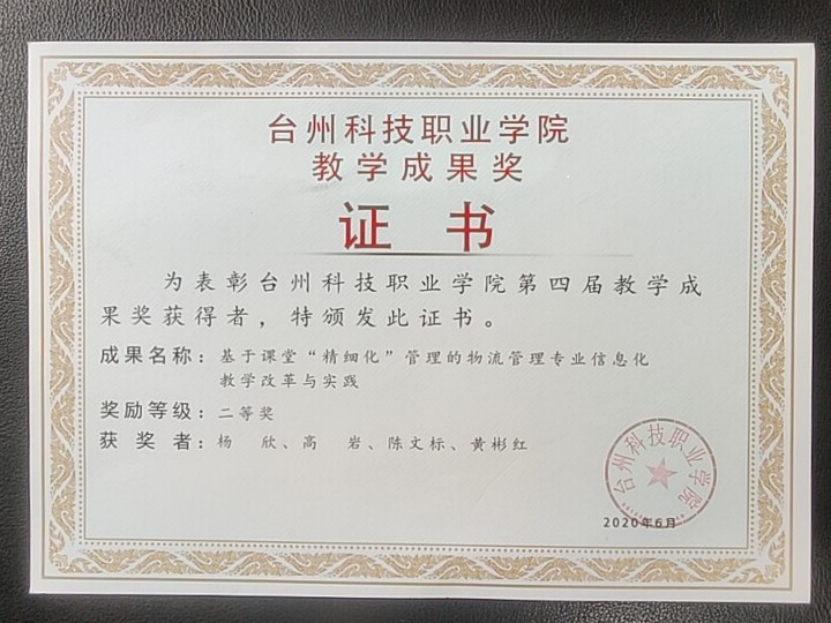 台州科技职业学院
教学成果奖
证 书
为表彰台州科技职业学院第四届教学成
果奖获得者，特颁发此证书。
成果名称：基于课堂“精细化”管理的物流管理专业信息化
教学改革与实践
奖励等级：二等奖
获 奖 者：杨 欣、高 岩、陈文标、黄彬红
台州科技职业学院
2020年6月